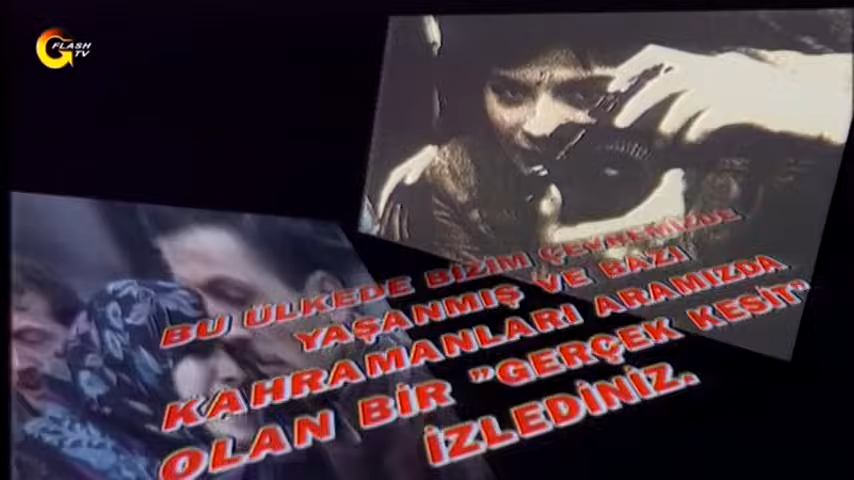 FLASH
TV
BU ÜLKEDE BİZİM ÇEVREMİZDE
YAŞANMIŞ VE BAZI
KAHRAMANLARI ARAMIZDA
OLAN BİR "GERÇEK KESİT"
İZLEDİNİZ.